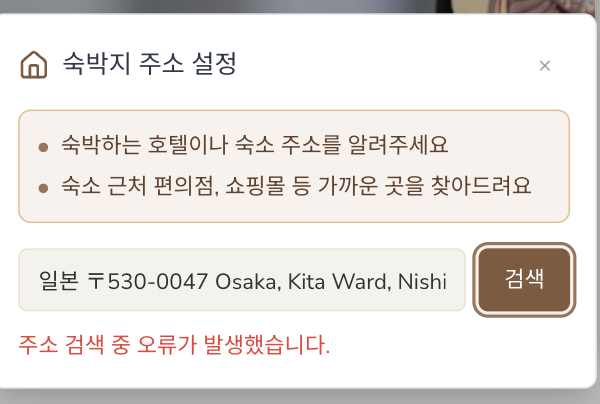 숙박지 주소 설정
숙박하는 호텔이나 숙소 주소를 알려주세요
숙소 근처 편의점, 쇼핑몰 등 가까운 곳을 찾아드려요
일본 〒530-0047 Osaka, Kita Ward, Nishi
검색
주소 검색 중 오류가 발생했습니다.